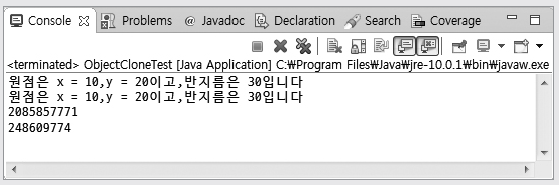 Console Problems @ Javadoc Declaration Search Coverage
<terminated> ObjectCloneTest [Java Application] C:₩Program Files₩Java₩jre-10.0.1₩bin₩javaw.exe
원점은 x = 10,y = 20이고,반지름은 30입니다
원점은 x = 10,y = 20이고,반지름은 30입니다
2085857771
248609774